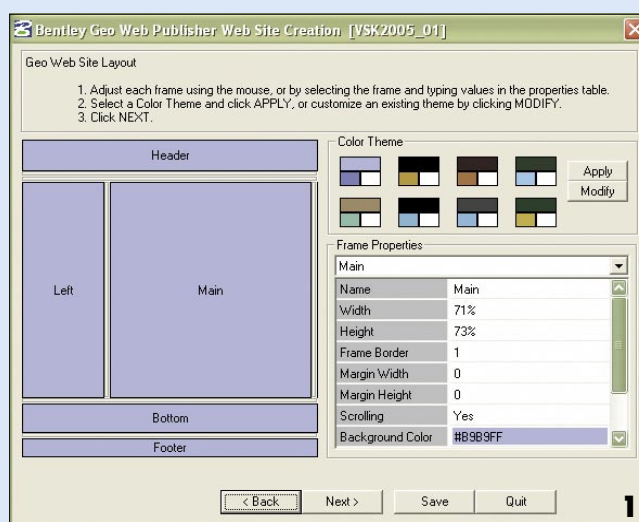 Bentley Geo Web Publisher Web Site Creation [VSK2005_01]
Geo Web Site Layout
1. Adjust each frame using the mouse, or by selecting the frame and typing values in the properties table.
2. Select a Color Theme and click APPLY, or customize an existing theme by clicking MODIFY.
3. Click NEXT.
Header
Left
Main
Bottom
Footer
Color Theme
Apply
Modify
Frame Properties
Main
Name Main
Width 71%
Height 73%
Frame Border 1
Margin Width 0
Margin Height 0
Scrolling Yes
Background Color #B9B9FF
< Back Next > Save Quit
1